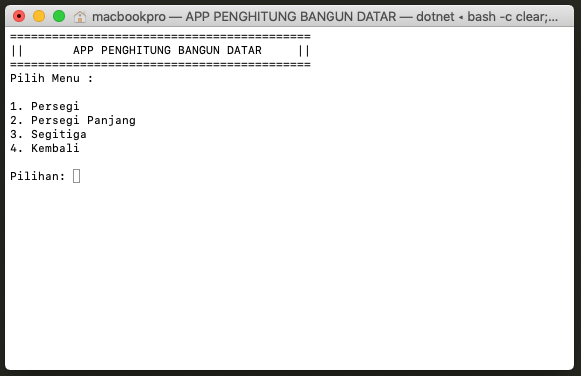 macbookpro — APP PENGHITUNG BANGUN DATAR — dotnet ◂ bash -c clear;...
===========================================
||       APP PENGHITUNG BANGUN DATAR     ||
===========================================
Pilih Menu :
1. Persegi
2. Persegi Panjang
3. Segitiga
4. Kembali
Pilihan: